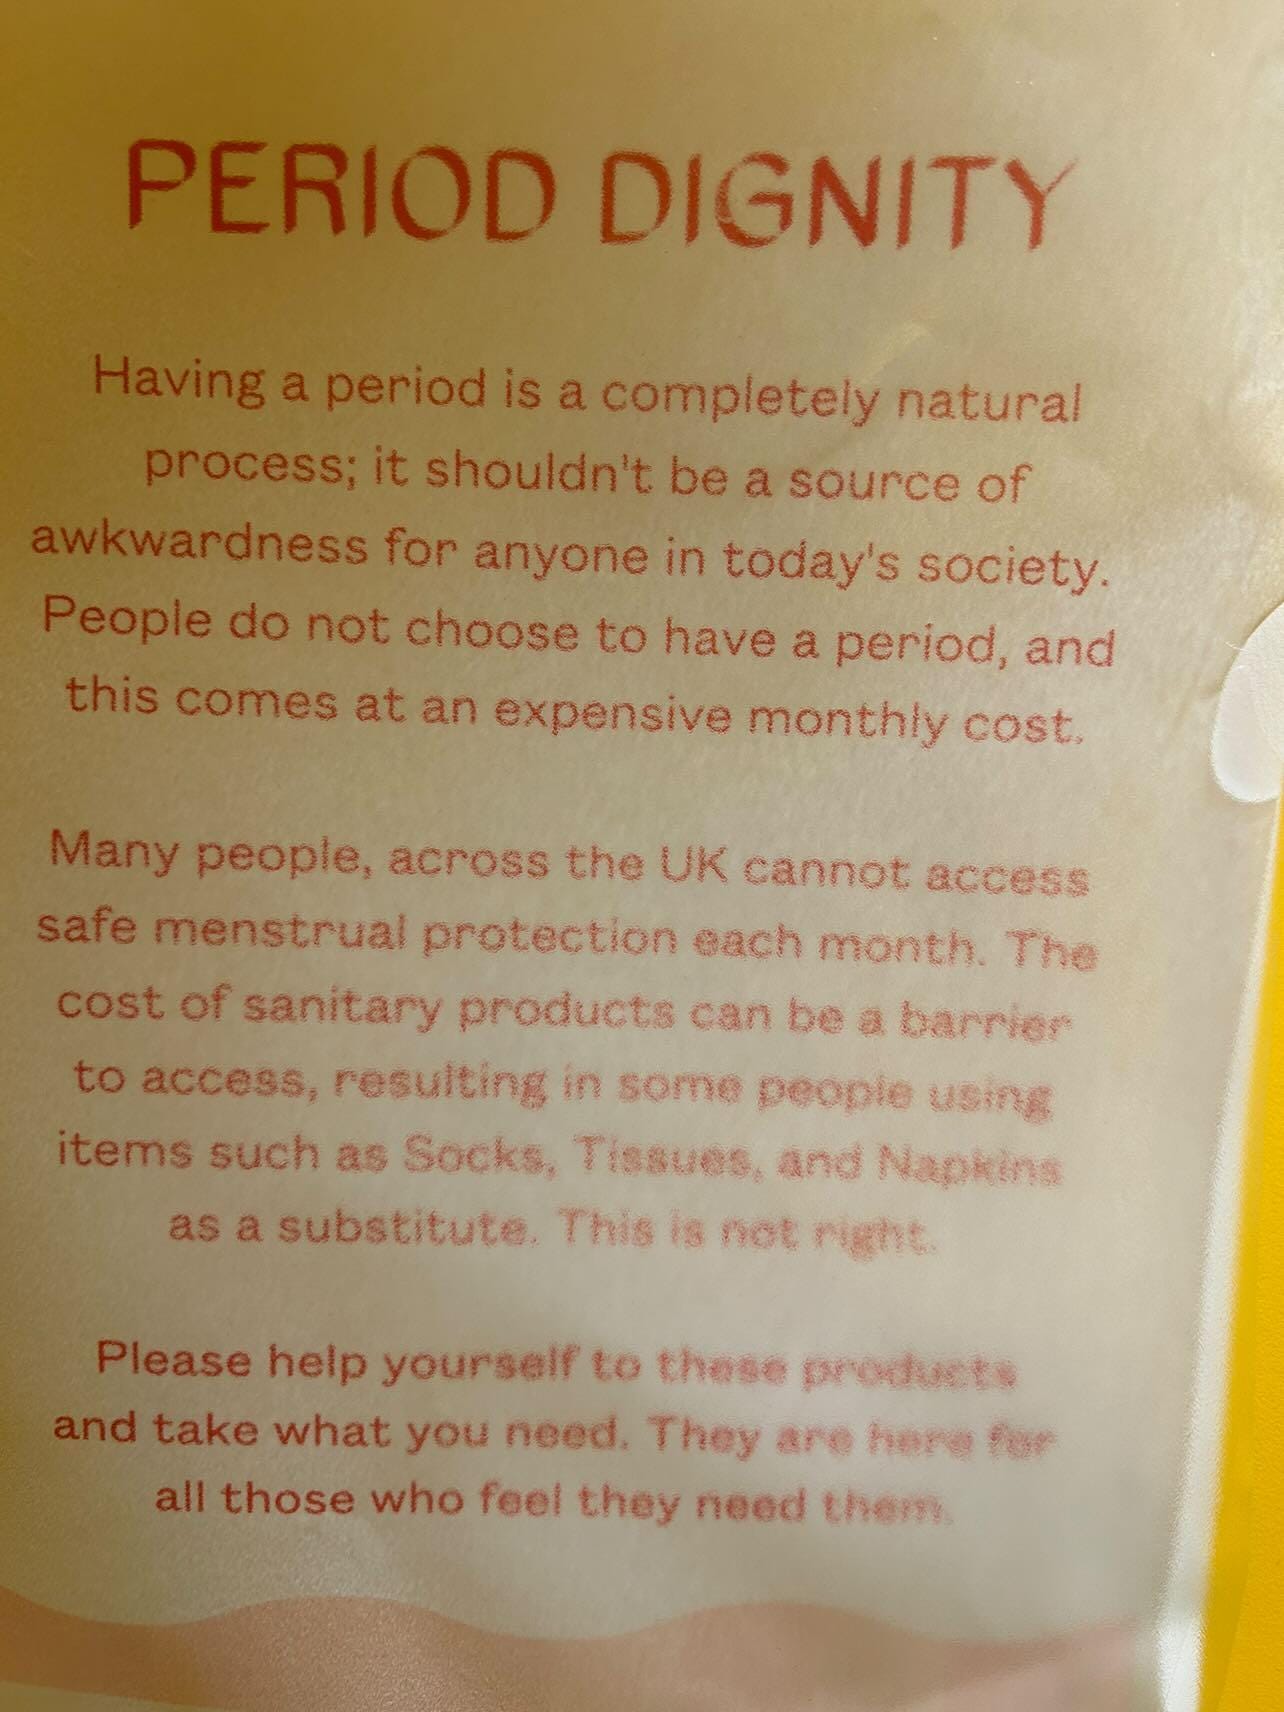 PERIOD DIGNITY
Having a period is a completely natural
process; it shouldn't be a source of
awkwardness for anyone in today's society.
People do not choose to have a period, and
this comes at an expensive monthly cost.
Many people, across the UK cannot access
safe menstrual protection each month. The
cost of sanitary products can be a barrier
to access, resulting in some people using
items such as Socks, Tissues, and Napkins
as a substitute. This is not right.
Please help yourself to these products
and take what you need. They are here for
all those who feel they need them.